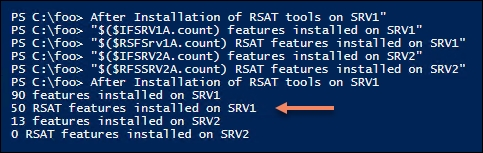 PS C:\foo> After Installation of RSAT tools on SRV1"
PS C:\foo> "$($IFSRV1A.count) features installed on SRV1"
PS C:\foo> "$($RSFSrv1A.count) RSAT features installed on SRV1"
PS C:\foo> "$($IFSRV2A.count) features installed on SRV2"
PS C:\foo> "$($RFSSRV2A.count) RSAT features installed on SRV2"
PS C:\foo> After Installation of RSAT tools on SRV1
90 features installed on SRV1
50 RSAT features installed on SRV1
13 features installed on SRV2
0 RSAT features installed on SRV2